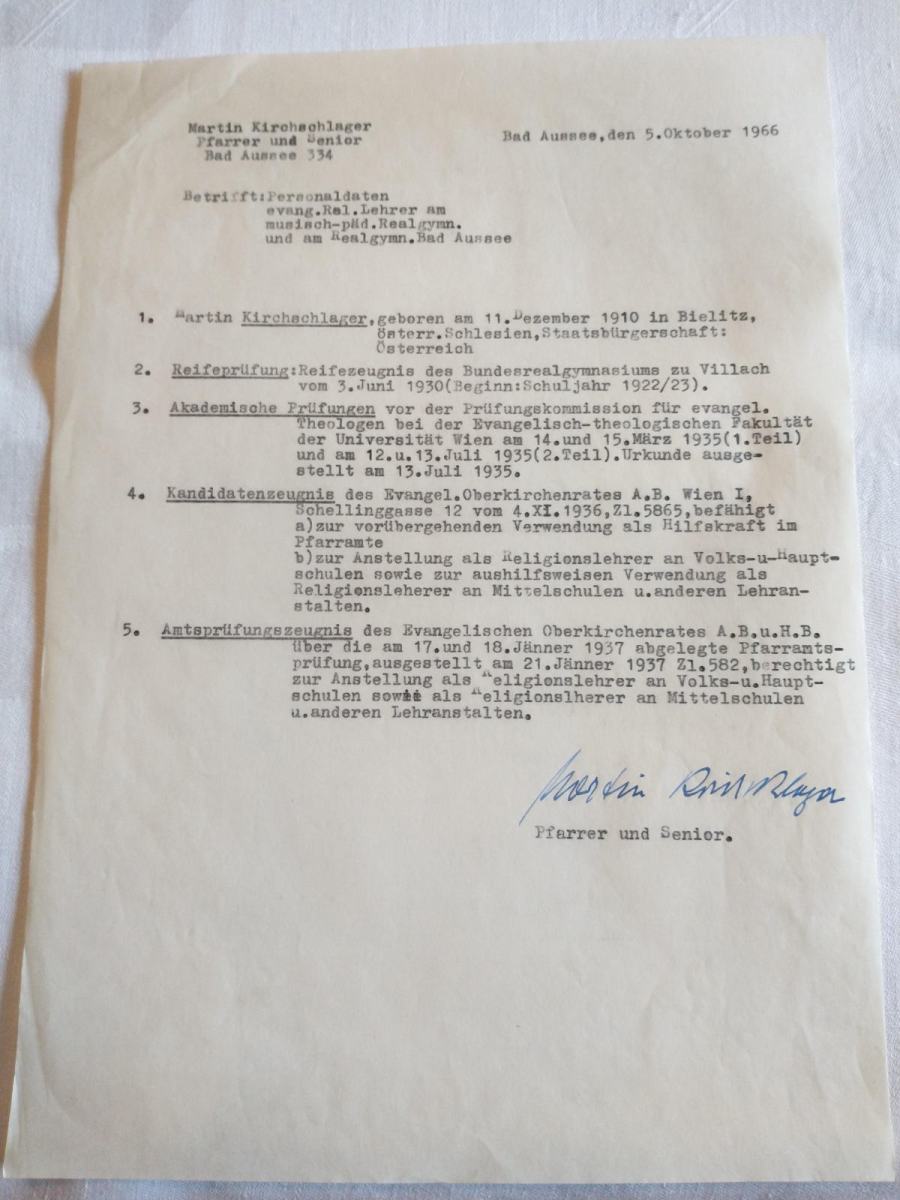 Martin Kirchschlager
Pfarrer und Senior
Bad Aussee 334
Bad Aussee,den 5.Oktober 1966
Betrifft:Personaldaten
evang.Rel.Lehrer am
musisch-päd.Realgymn.
und am Realgymn.Bad Aussee
1. Martin Kirchschlager,geboren am 11.Dezember 1910 in Bielitz,
österr.Schlesien,Staatsbürgerschaft:
Österreich
2. Reifeprüfung:Reifezeugnis des Bundesrealgymnasiums zu Villach
vom 3.Juni 1930(Beginn:Schuljahr 1922/23).
3. Akademische Prüfungen vor der Prüfungskommission für evangel.
Theologen bei der Evangelisch-theologischen Fakultät
der Universität Wien am 14.und 15.März 1935(1.Teil)
und am 12.u.13.Juli 1935(2.Teil).Urkunde ausge-
stellt am 13.Juli 1935.
4. Kandidatenzeugnis des Evangel.Oberkirchenrates A.B. Wien I,
Schellinggasse 12 vom 4.XI.1936,Zl.5865,befähigt
a)zur vorübergehenden Verwendung als Hilfskraft im
Pfarramte
b)zur Anstellung als Religionslehrer an Volks-u-Haupt-
schulen sowie zur aushilfsweisen Verwendung als
Religionsleherer an Mittelschulen u.anderen Lehran-
stalten.
5. Amtsprüfungszeugnis des Evangelischen Oberkirchenrates A.B.u.H.B.
über die am 17.und 18.Jänner 1937 abgelegte Pfarramts-
prüfung,ausgestellt am 21.Jänner 1937 Zl.582,berechtigt
zur Anstellung als Religionslehrer an Volks-u.Haupt-
schulen sowie als Religionslherer an Mittelschulen
u.anderen Lehranstalten.
Martin Kirchschlager
Pfarrer und Senior.